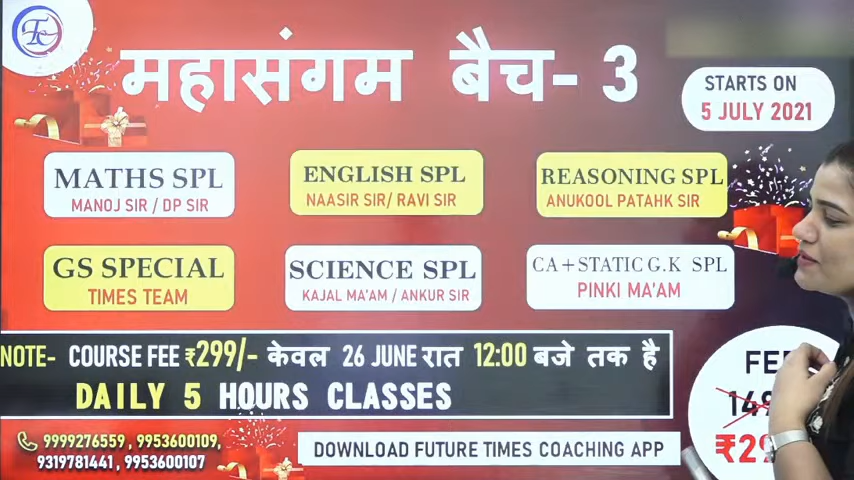 महासंगम बैच- 3
STARTS ON
5 JULY 2021
MATHS SPL
MANOJ SIR / DP SIR
ENGLISH SPL
NAASIR SIR/ RAVI SIR
REASONING SPL
ANUKOOL PATAHK SIR
GS SPECIAL
TIMES TEAM
SCIENCE SPL
KAJAL MA'AM / ANKUR SIR
CA+STATIC G.K SPL
PINKI MA'AM
NOTE- COURSE FEE ₹299/- केवल 26 JUNE रात 12:00 बजे तक है
DAILY 5 HOURS CLASSES
9999276559 , 9953600109,
9319781441 , 9953600107
DOWNLOAD FUTURE TIMES COACHING APP